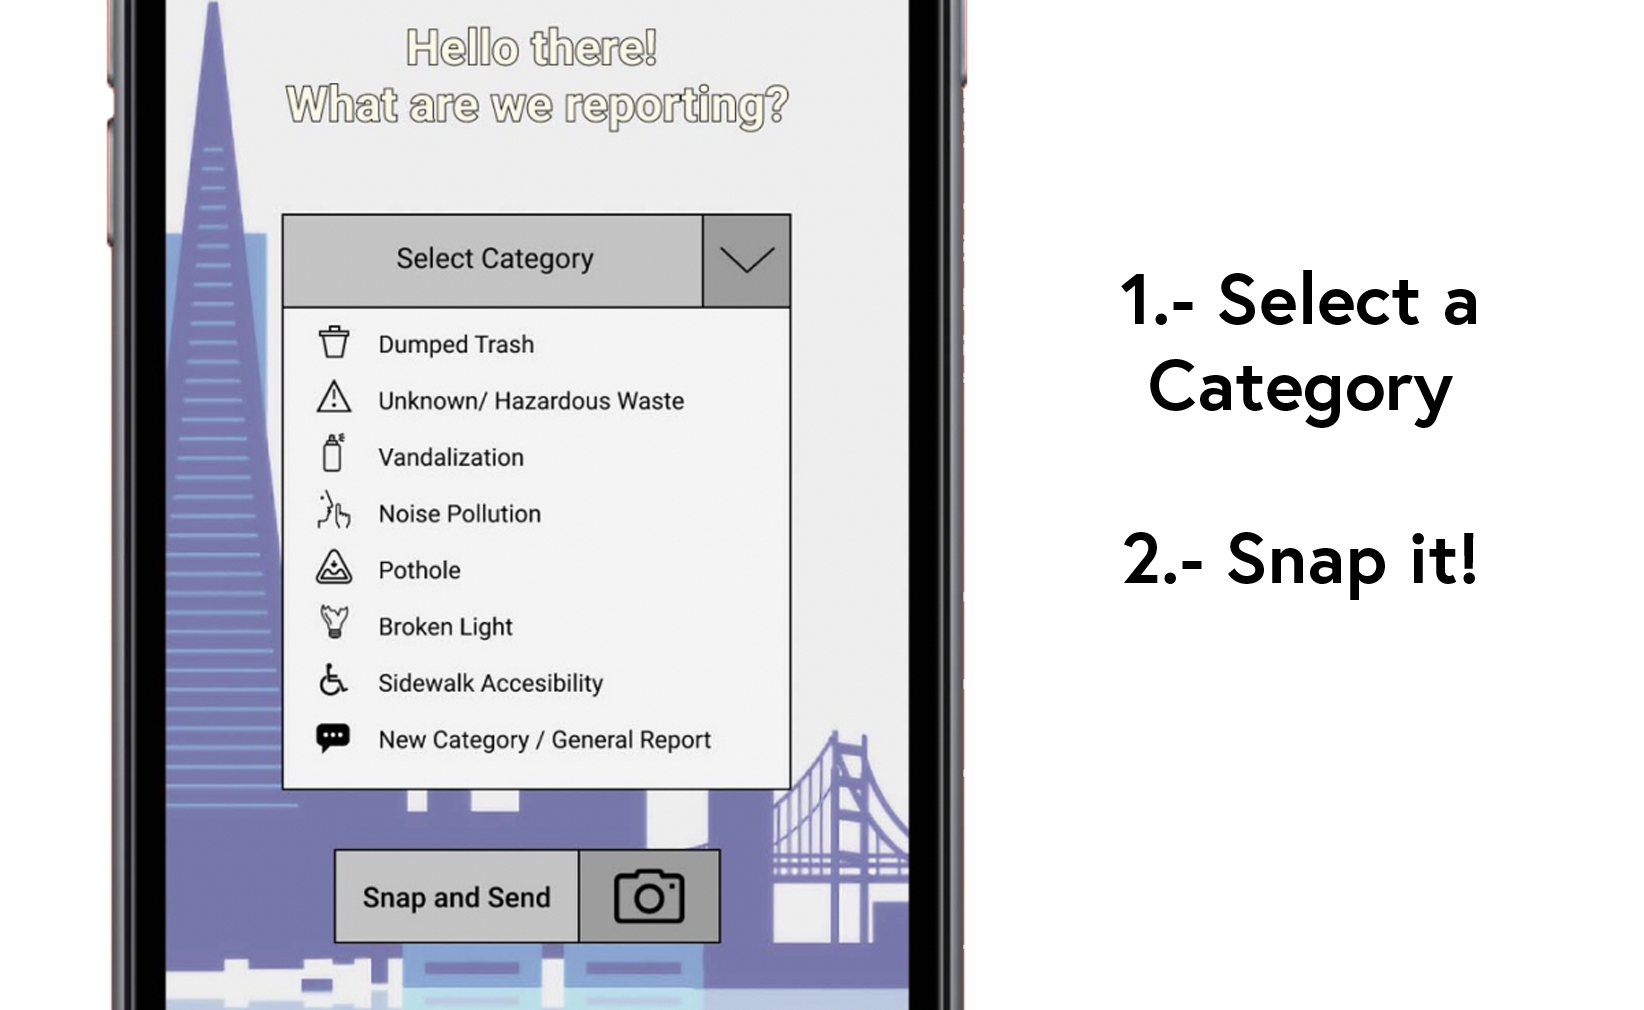 Hello there!
What are we reporting?
Select Category
Dumped Trash
Unknown/ Hazardous Waste
Vandalization
Noise Pollution
Pothole
Broken Light
Sidewalk Accesibility
New Category / General Report
Snap and Send
1.- Select a
Category
2.- Snap it!